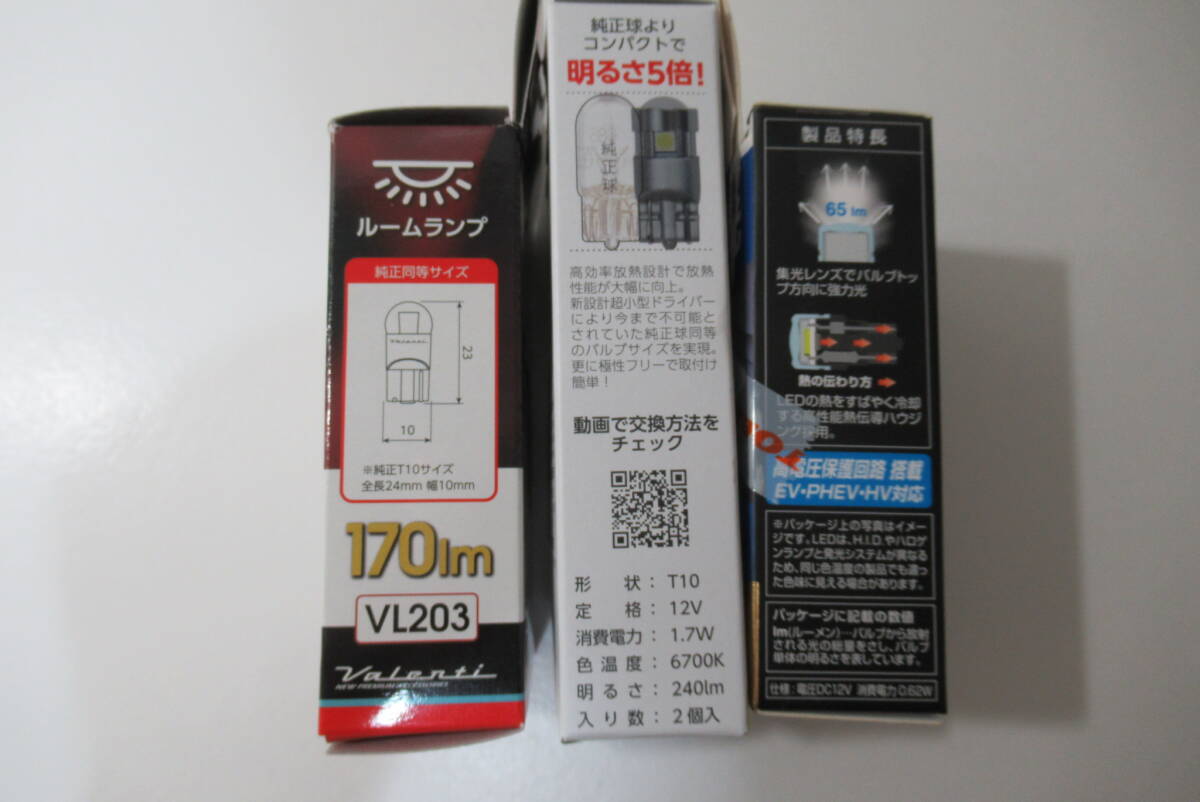 ルームランプ
純正同等サイズ
Valenti
23
10
※純正T10サイズ
全長24mm 幅10mm
170lm
VL203
Valenti
NEW PREMIUM ACCESSORIES
純正球より
コンパクトで
明るさ5倍!
純正球
高効率放熱設計で放熱
性能が大幅に向上。
新設計超小型ドライバー
により今まで不可能と
されていた純正球同等
のバルブサイズを実現。
更に極性フリーで取付け
簡単!
動画で交換方法を
チェック
形 状: T10
定 格: 12V
消費電力: 1.7W
色温度: 6700K
明るさ: 240lm
入り数: 2個入
製品特長
65 lm
集光レンズでバルブトッ
プ方向に強力光
熱の伝わり方
LEDの熱をすばやく冷却
する高性能熱伝導ハウジ
ング採用。
高電圧保護回路 搭載
EV・PHEV・HV対応
※パッケージ上の写真はイメー
ジです。LEDは、H.I.D.やハロゲ
ンランプと発光システムが異なる
ため、同じ色温度の製品でも違っ
た色味に見える場合があります。
パッケージに記載の数値
lm(ルーメン)…バルブから放射
される光の総量をさし、バルブ
単体の明るさを表しています。
仕様:電圧DC12V 消費電力0.62W